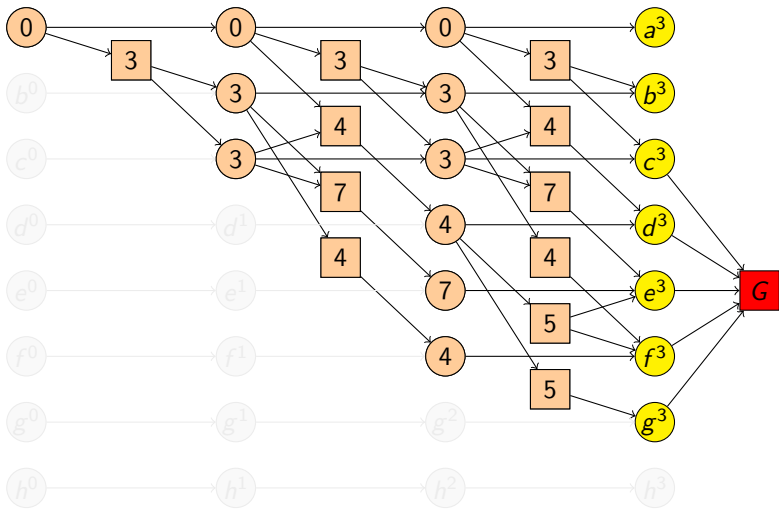 0 0 0 a³
3 3 3
b⁰ 3 3 b³
4 4
c⁰ 3 3 c³
7 7
d⁰ d¹ 4 d³
4 4
e⁰ e¹ 7 e³ G
5
f⁰ f¹ 4 f³
5
g⁰ g¹ g² g³
h⁰ h¹ h² h³